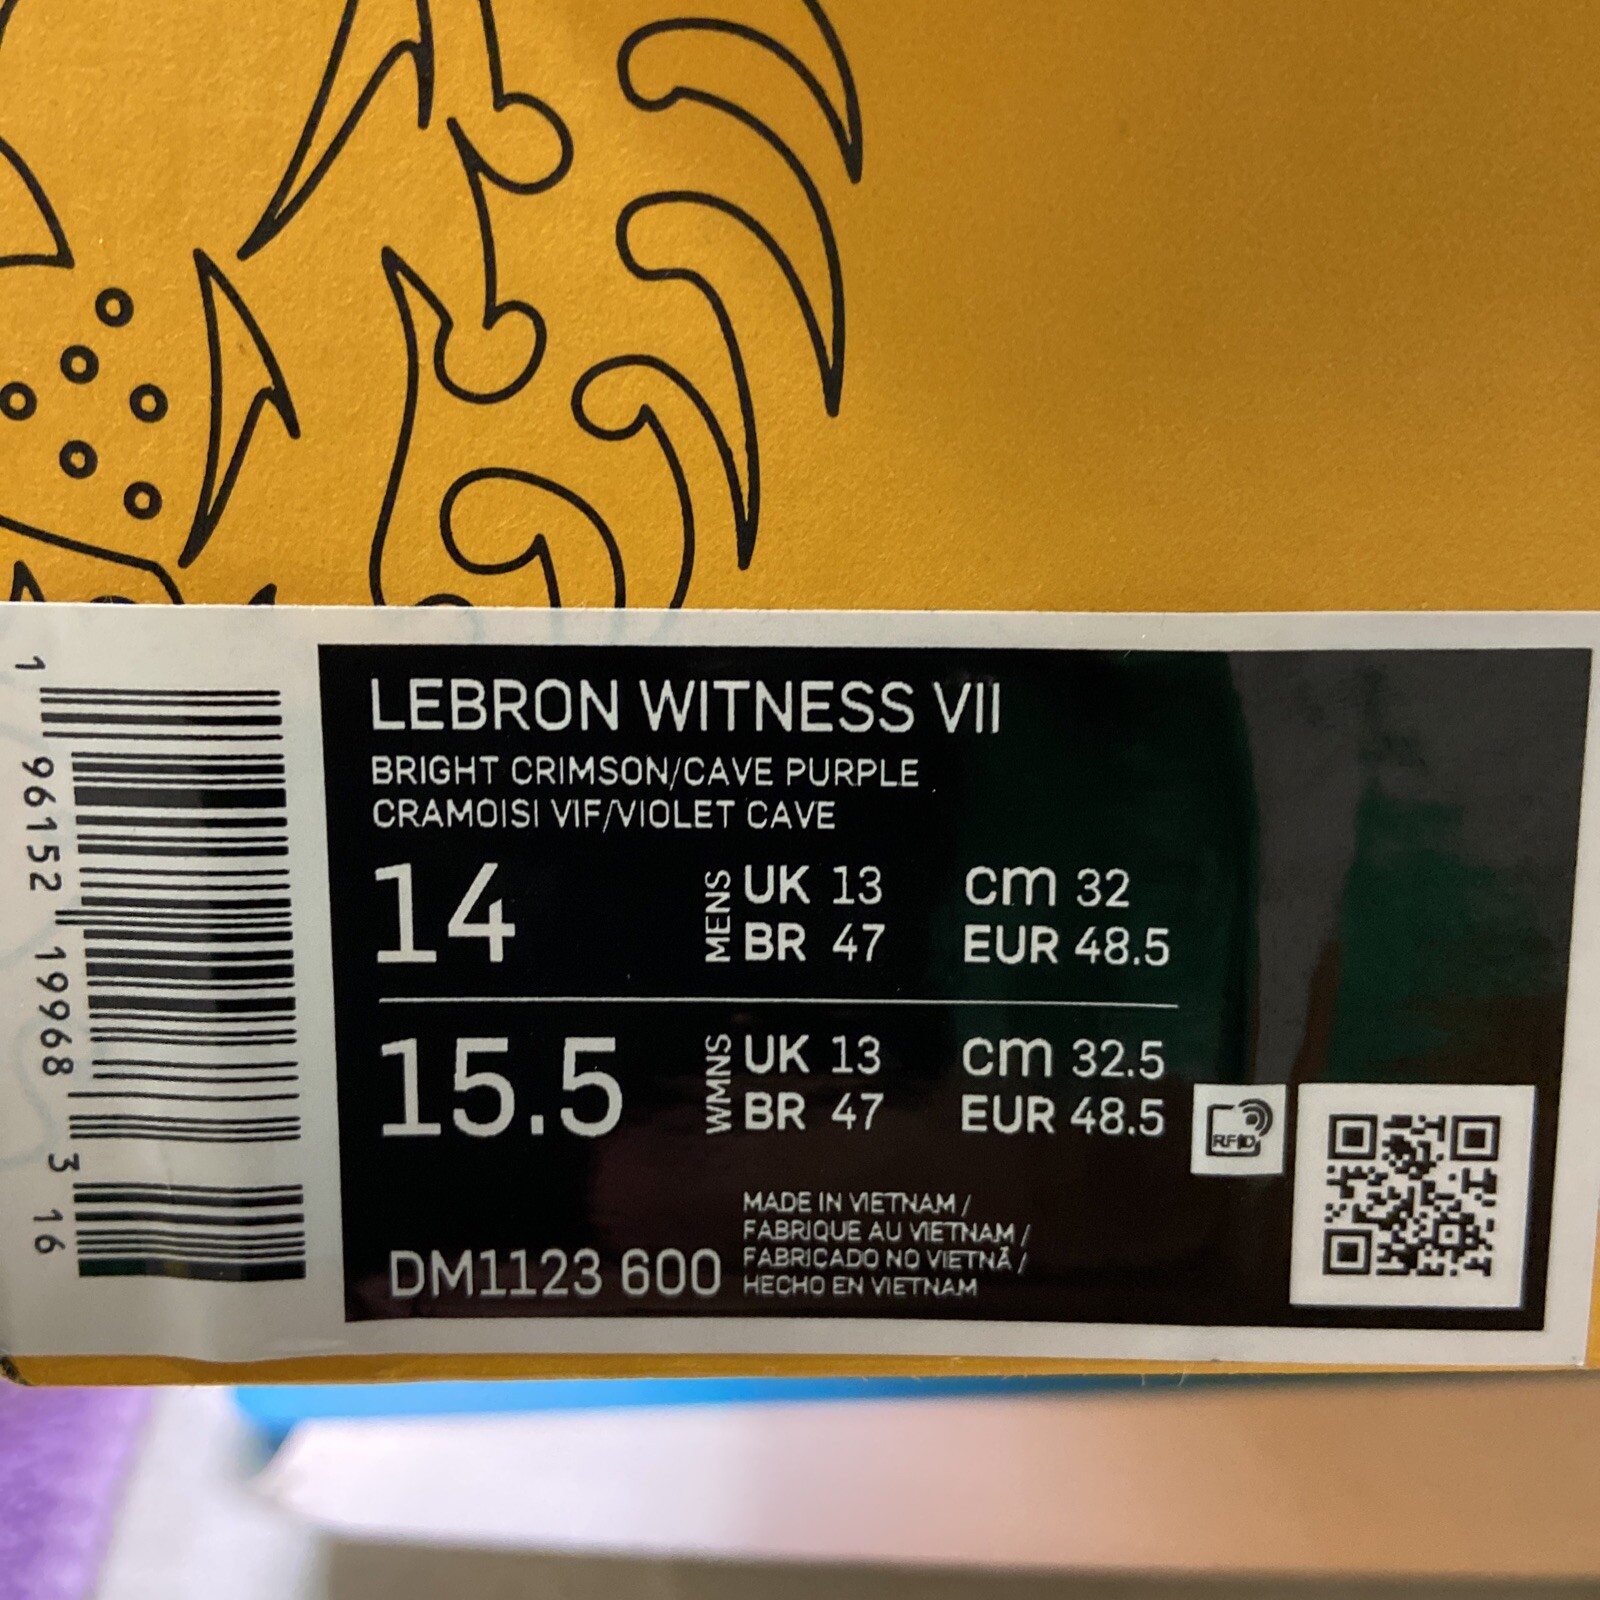 1 96152 19968 3 16
LEBRON WITNESS VII
BRIGHT CRIMSON/CAVE PURPLE
CRAMOISI VIF/VIOLET CAVE
14 MENS UK 13 cm 32
BR 47 EUR 48.5
15.5 WMNS UK 13 cm 32.5
BR 47 EUR 48.5
RFID
DM1123 600
MADE IN VIETNAM /
FABRIQUE AU VIETNAM /
FABRICADO NO VIETNÃ /
HECHO EN VIETNAM